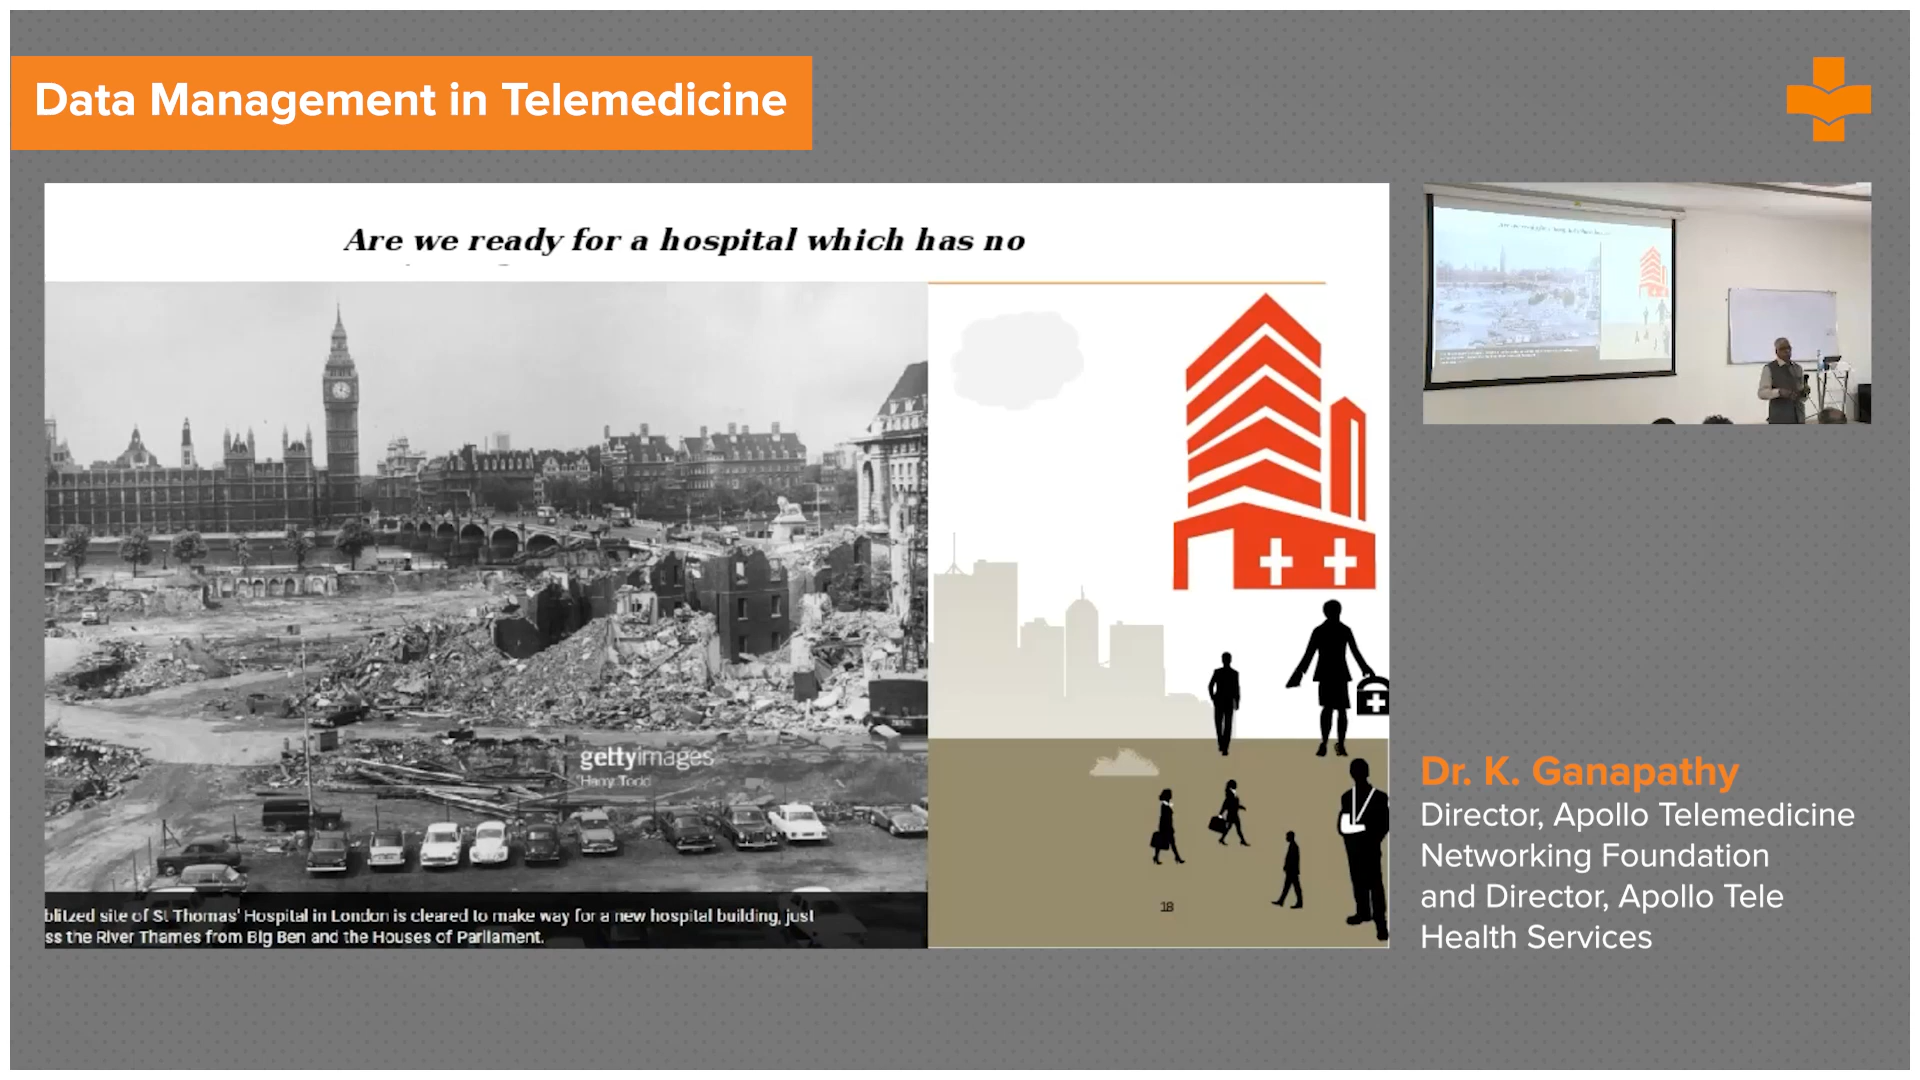 Data Management in Telemedicine
Are we ready for a hospital which has no
gettyimages
Harry Todd
blitzed site of St Thomas' Hospital in London is cleared to make way for a new hospital building, just
ss the River Thames from Big Ben and the Houses of Parliament.
18
Dr. K. Ganapathy
Director, Apollo Telemedicine
Networking Foundation
and Director, Apollo Tele
Health Services